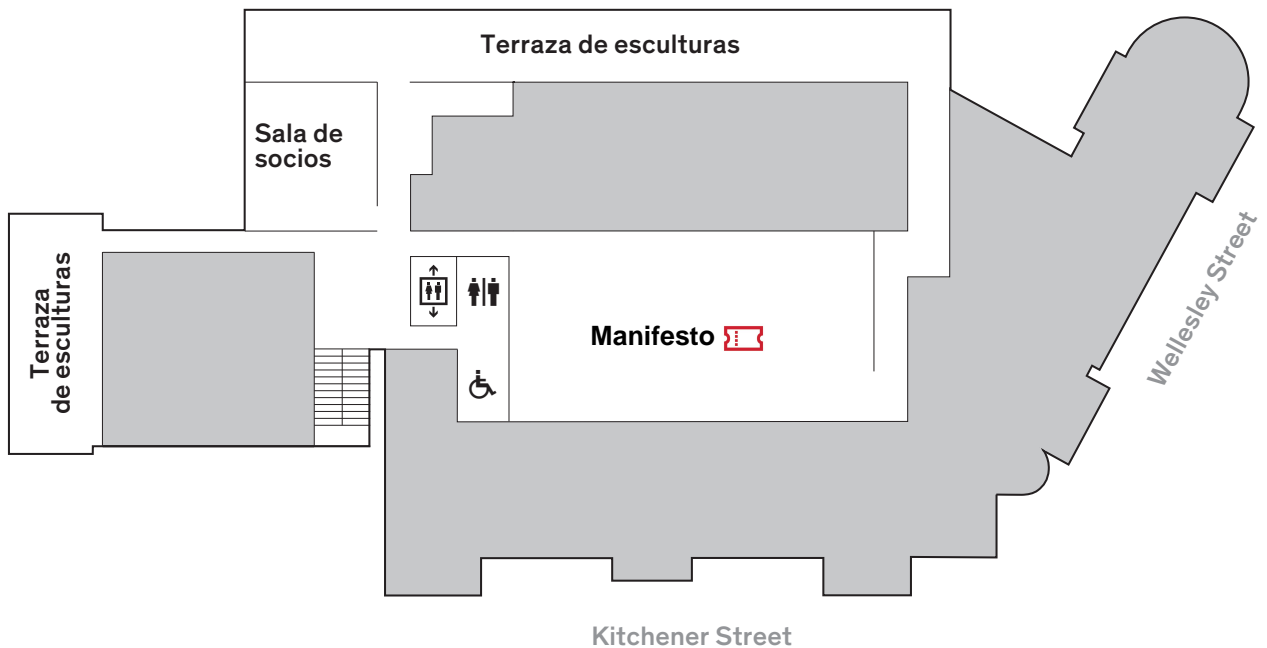 Terraza de esculturas
Sala de
socios
Terraza
de esculturas
Manifesto
Wellesley Street
Kitchener Street